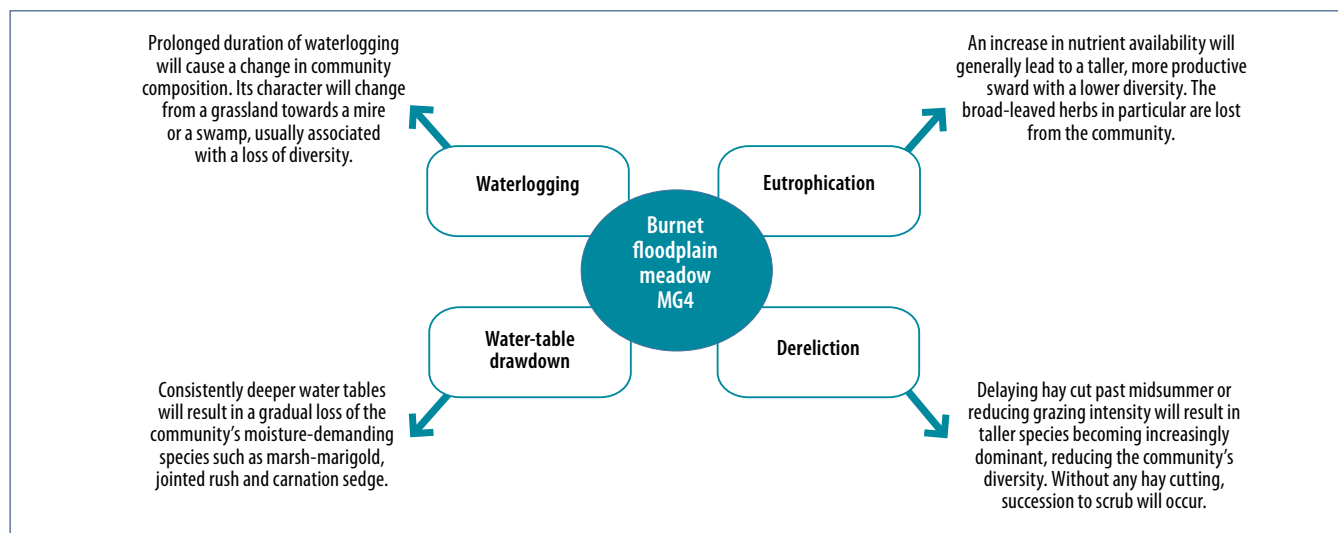 Prolonged duration of waterlogging
will cause a change in community
composition. Its character will change
from a grassland towards a mire
or a swamp, usually associated
with a loss of diversity.
An increase in nutrient availability will
generally lead to a taller, more productive
sward with a lower diversity. The
broad-leaved herbs in particular are lost
from the community.
Waterlogging
Eutrophication
Burnet
floodplain
meadow
MG4
Water-table
drawdown
Dereliction
Consistently deeper water tables
will result in a gradual loss of the
community’s moisture-demanding
species such as marsh-marigold,
jointed rush and carnation sedge.
Delaying hay cut past midsummer or
reducing grazing intensity will result in
taller species becoming increasingly
dominant, reducing the community’s
diversity. Without any hay cutting,
succession to scrub will occur.